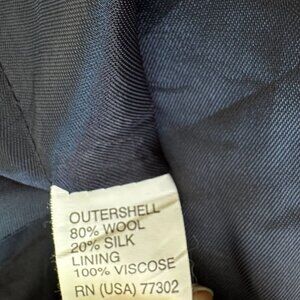 OUTERSHELL
80% WOOL
20% SILK
LINING
100% VISCOSE
RN (USA) 77302